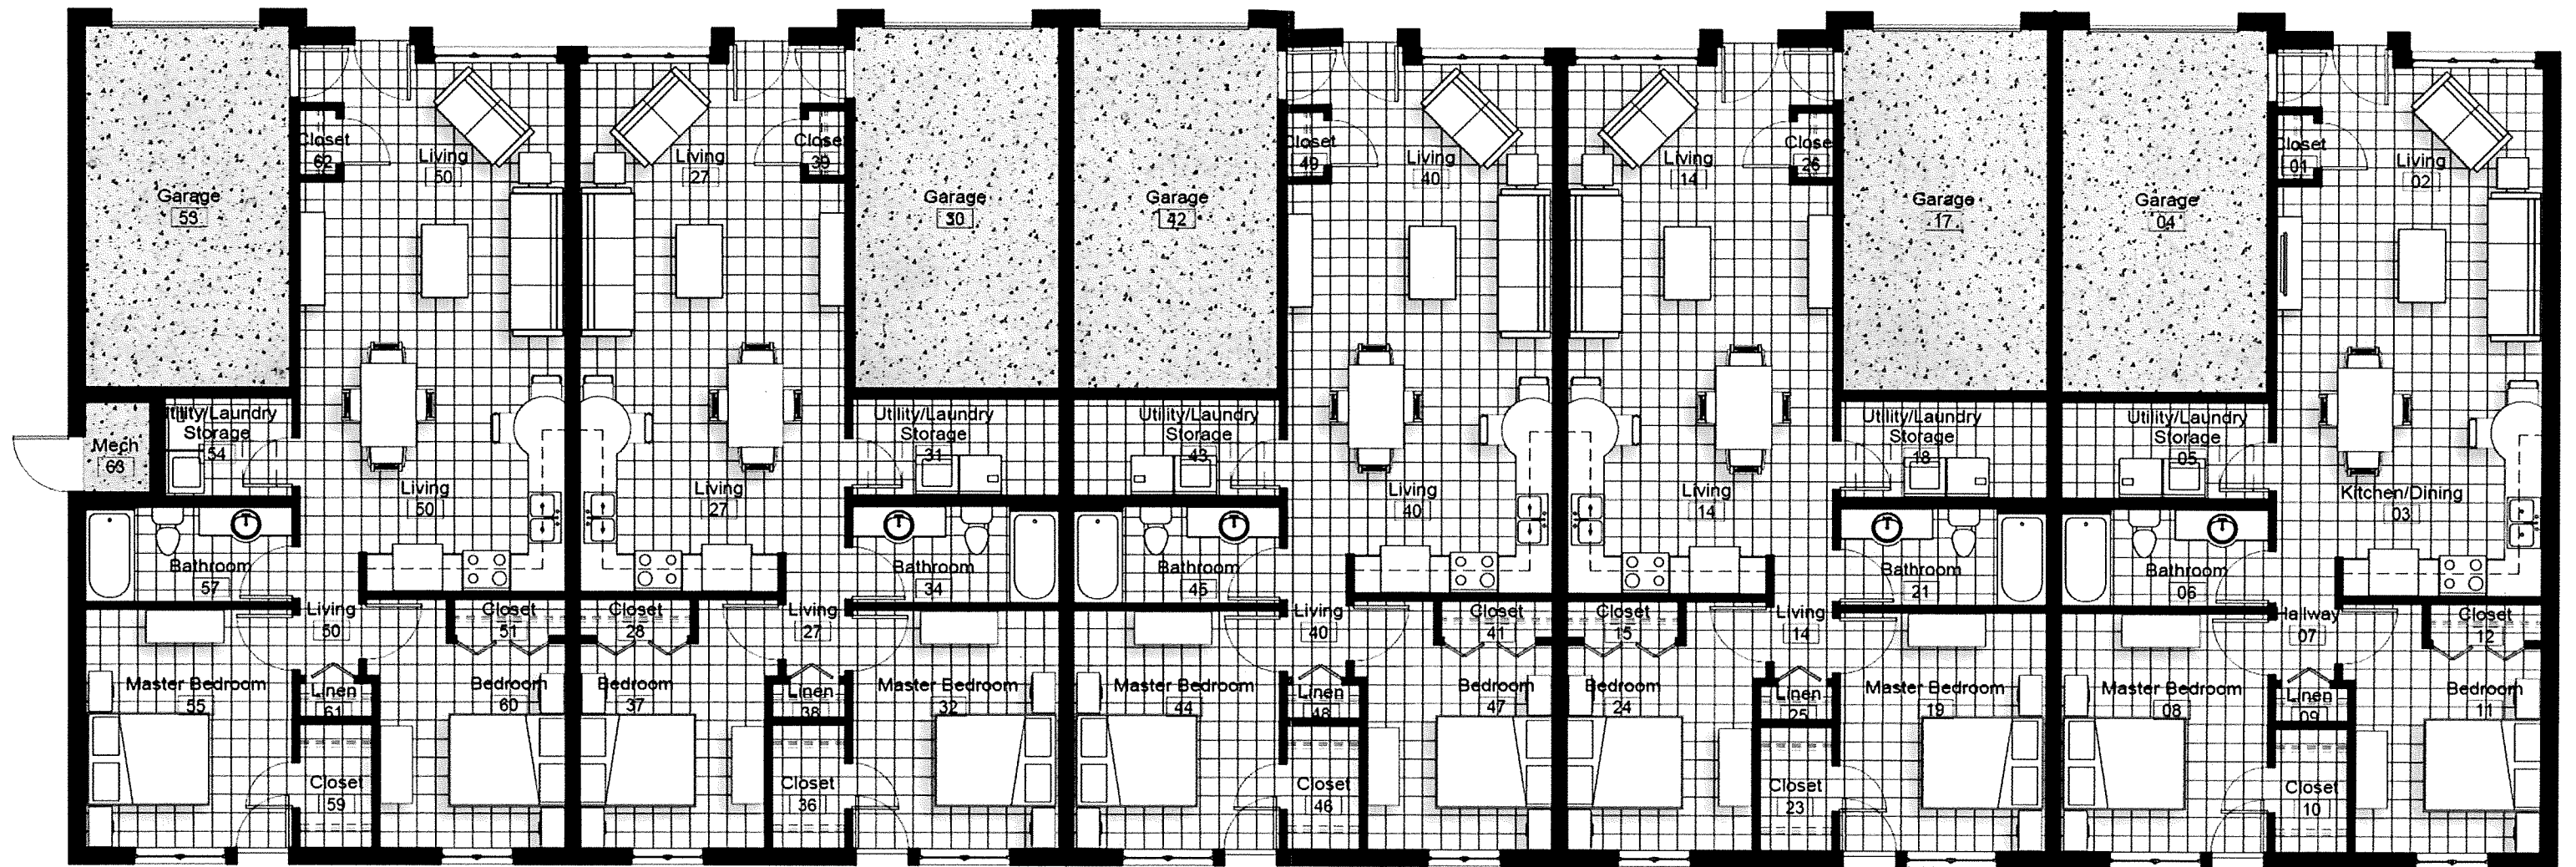 Garage
53
Closet
62
Living
50
Living
27
Closet
39
Garage
30
Garage
42
Closet
49
Living
40
Living
14
Closet
26
Garage
17
Garage
04
Closet
01
Living
02
Mech
63
Utility/Laundry
Storage
54
Living
50
Living
27
Utility/Laundry
Storage
31
Utility/Laundry
Storage
43
Living
40
Living
14
Utility/Laundry
Storage
18
Utility/Laundry
Storage
05
Kitchen/Dining
03
Bathroom
57
Bathroom
34
Bathroom
45
Bathroom
21
Bathroom
06
Living
50
Closet
51
Closet
28
Living
27
Living
40
Closet
41
Closet
15
Living
14
Hallway
07
Closet
12
Master Bedroom
55
Linen
61
Bedroom
60
Bedroom
37
Linen
38
Master Bedroom
32
Master Bedroom
44
Linen
48
Bedroom
47
Bedroom
24
Linen
25
Master Bedroom
19
Master Bedroom
08
Linen
09
Bedroom
11
Closet
59
Closet
36
Closet
46
Closet
23
Closet
10